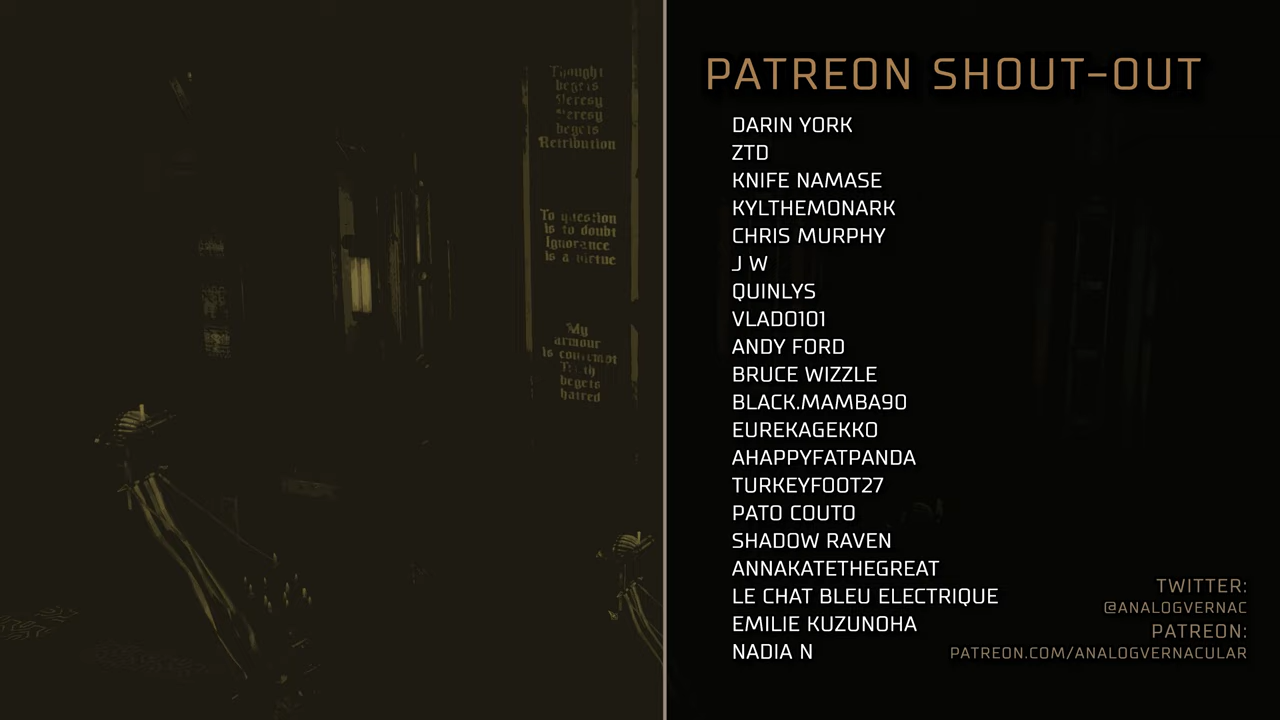 Thought
begets
Heresy
Heresy
begets
Retribution
To question
is to doubt
Ignorance
is a virtue
My
armour
is contempt
Truth
begets
hatred
PATREON SHOUT-OUT
DARIN YORK
ZTD
KNIFE NAMASE
KYLTHEMONARK
CHRIS MURPHY
J W
QUINLYS
VLAD0101
ANDY FORD
BRUCE WIZZLE
BLACK.MAMBA90
EUREKAGEKKO
AHAPPYFATPANDA
TURKEYFOOT27
PATO COUTO
SHADOW RAVEN
ANNAKATETHEGREAT
LE CHAT BLEU ELECTRIQUE
EMILIE KUZUNOHA
NADIA N
TWITTER:
@ANALOGVERNAC
PATREON:
PATREON.COM/ANALOGVERNACULAR